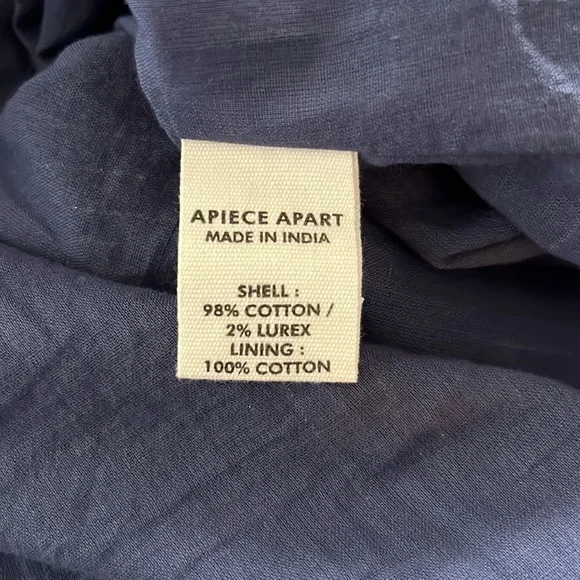 APIECE APART
MADE IN INDIA
SHELL :
98% COTTON /
2% LUREX
LINING :
100% COTTON